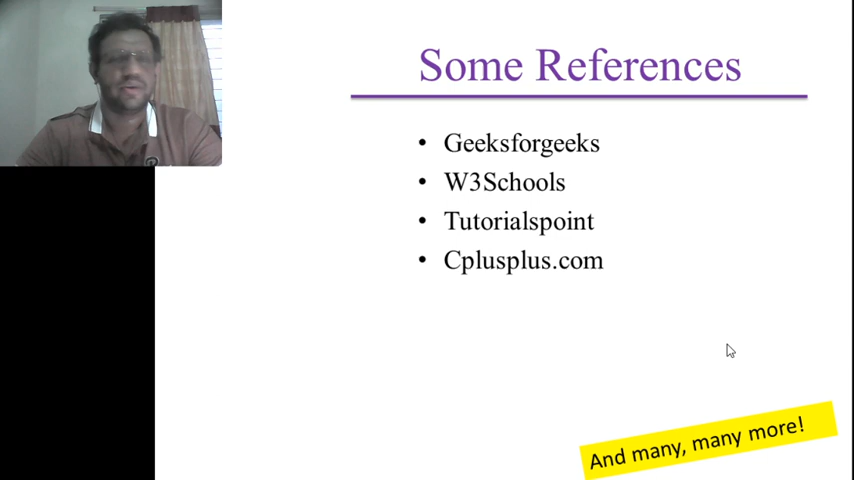 Some References
• Geeksforgeeks
• W3Schools
• Tutorialspoint
• Cplusplus.com
And many, many more!